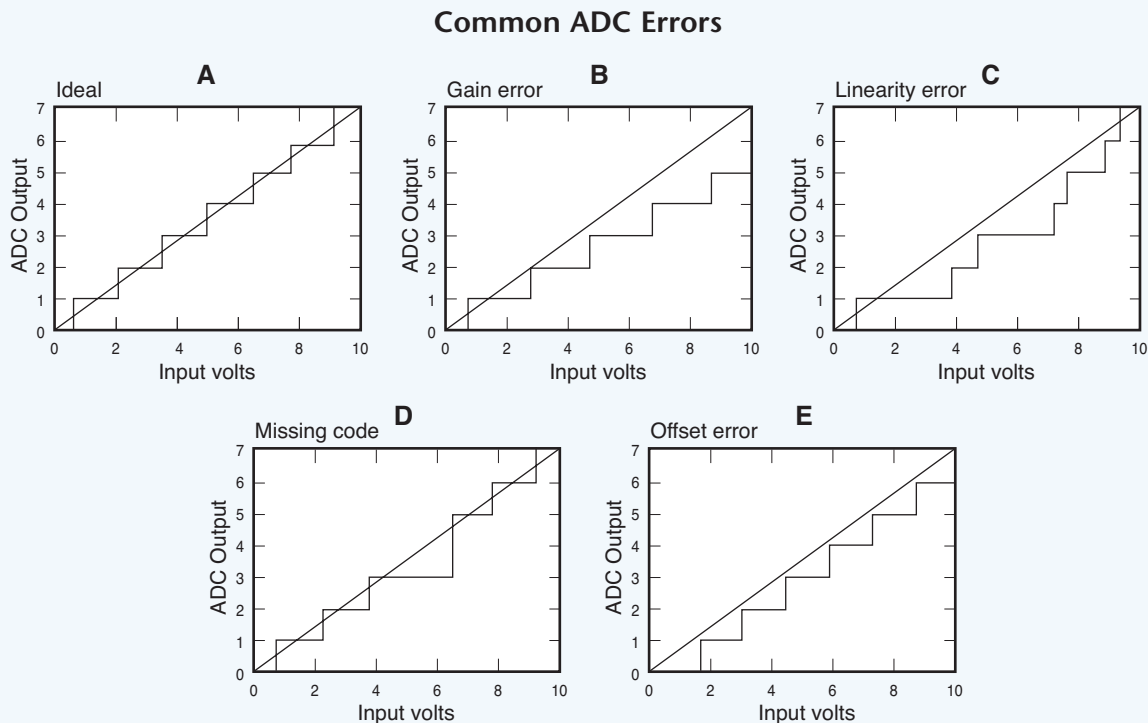 Common ADC Errors
A
Ideal
ADC Output
7
6
5
4
3
2
1
0
0 2 4 6 8 10
Input volts
B
Gain error
ADC Output
7
6
5
4
3
2
1
0
0 2 4 6 8 10
Input volts
C
Linearity error
ADC Output
7
6
5
4
3
2
1
0
0 2 4 6 8 10
Input volts
D
Missing code
ADC Output
7
6
5
4
3
2
1
0
0 2 4 6 8 10
Input volts
E
Offset error
ADC Output
7
6
5
4
3
2
1
0
0 2 4 6 8 10
Input volts